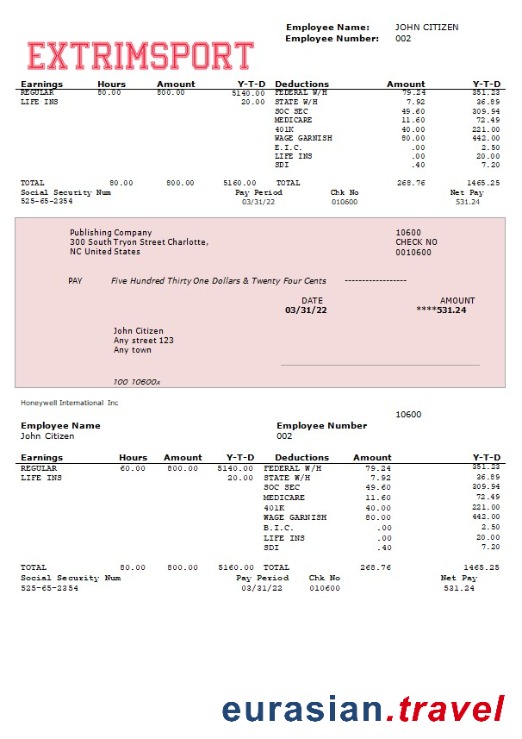 Employee Name: JOHN CITIZEN
Employee Number: 002
EXTRIMSPORT
Earnings Hours Amount Y-T-D Deductions Amount Y-T-D
REGULAR 80.00 800.00 5140.00 FEDERAL W/H 79.24 351.23
LIFE INS 20.00 STATE W/H 7.92 36.89
SOC SEC 49.60 309.94
MEDICARE 11.60 72.49
401K 40.00 221.00
WAGE GARNISH 80.00 442.00
E.I.C. .00 2.50
LIFE INS .00 20.00
SDI .40 7.20
TOTAL 80.00 800.00 5160.00 TOTAL 268.76 1465.25
Social Security Num Pay Period Chk No Net Pay
525-65-2354 03/31/22 010600 531.24
Publishing Company 10600
300 South Tryon Street Charlotte, CHECK NO
NC United States 0010600
PAY Five Hundred Thirty One Dollars & Twenty Four Cents ------------------
DATE AMOUNT
03/31/22 ****531.24
John Citizen
Any street 123
Any town
100 10600x
Honeywell International Inc
10600
Employee Name Employee Number
John Citizen 002
Earnings Hours Amount Y-T-D Deductions Amount Y-T-D
REGULAR 60.00 800.00 5140.00 FEDERAL W/H 79.24 351.23
LIFE INS 20.00 STATE W/H 7.92 36.89
SOC SEC 49.60 309.94
MEDICARE 11.60 72.49
401K 40.00 221.00
WAGE GARNISH 80.00 442.00
B.I.C. .00 2.50
LIFE INS .00 20.00
SDI .40 7.20
TOTAL 80.00 800.00 5160.00 TOTAL 268.76 1465.25
Social Security Num Pay Period Chk No Net Pay
525-65-2354 03/31/22 010600 531.24
eurasian.travel